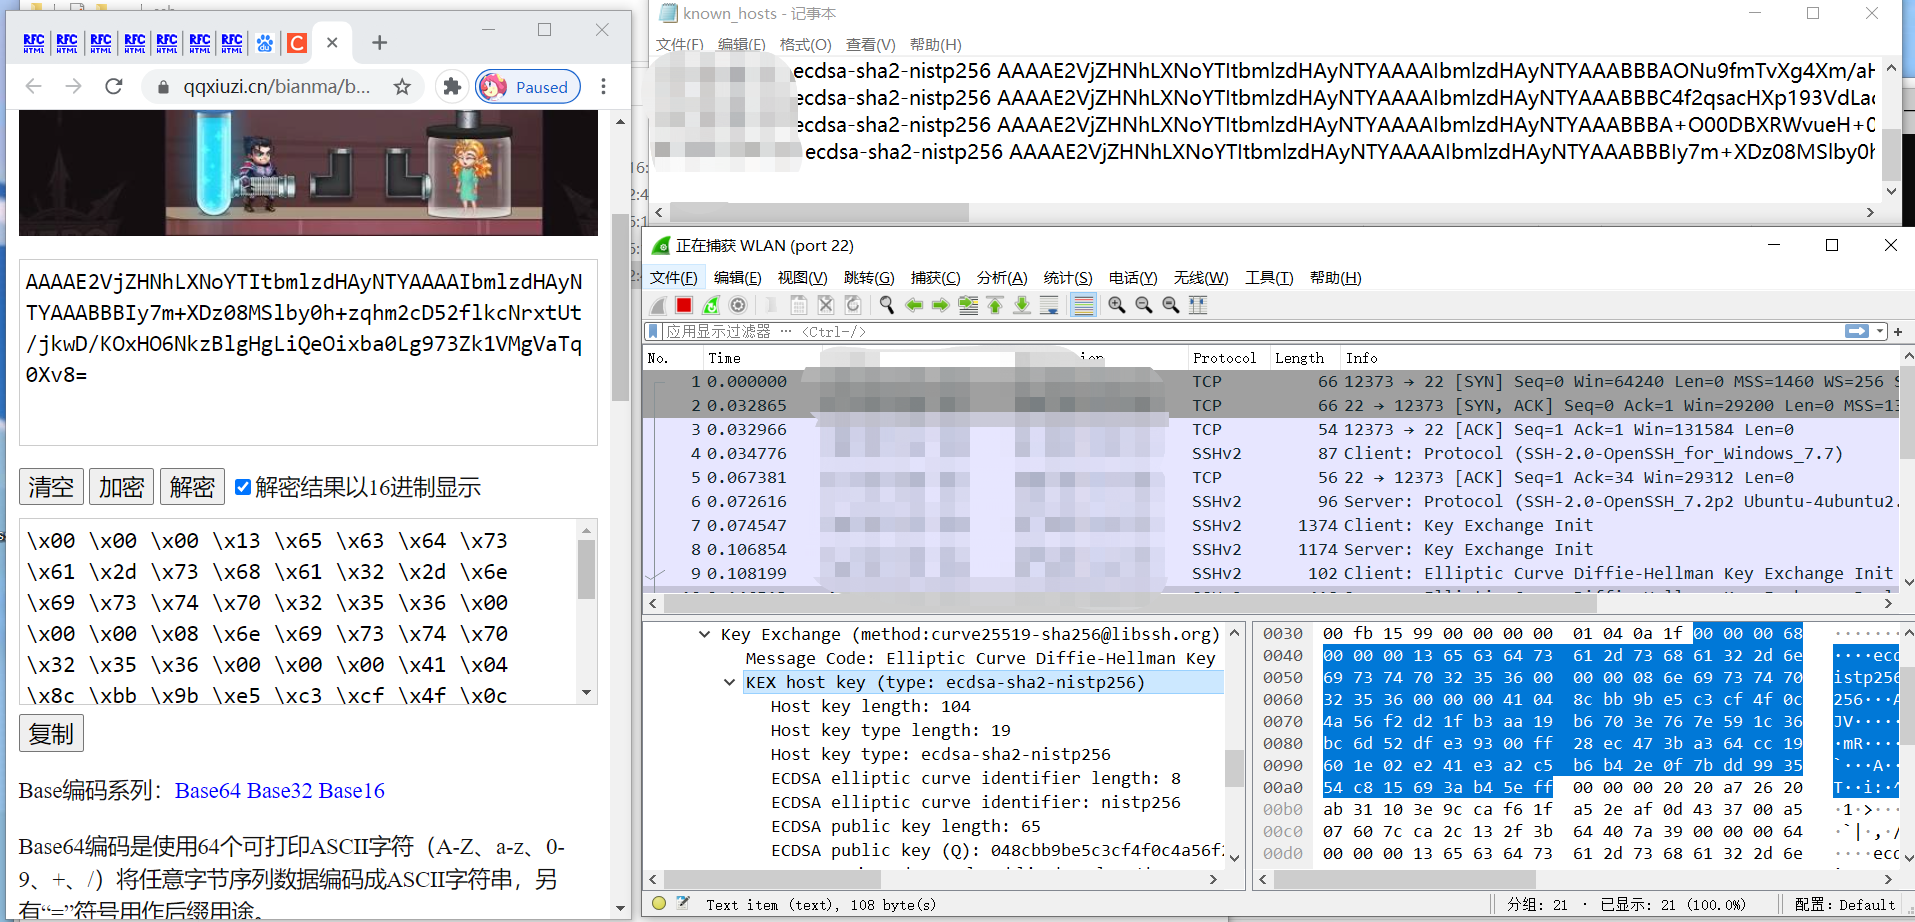 RFC HTML RFC HTML RFC HTML RFC HTML RFC HTML RFC HTML RFC HTML du C
qqxiuzi.cn/bianma/b...
Paused
AAAAE2VjZHNhLXNoYTItbmlzdHAyNTYAAAAIbmlzdHAyN
TYAAABBBIy7m+XDz08MSlby0h+zqhm2cD52flkcNrxtUt
/jkwD/KOxHO6NkzBlgHgLiQeOixba0Lg973Zk1VMgVaTq
0Xv8=
清空 加密 解密 解密结果以16进制显示
\x00 \x00 \x00 \x13 \x65 \x63 \x64 \x73
\x61 \x2d \x73 \x68 \x61 \x32 \x2d \x6e
\x69 \x73 \x74 \x70 \x32 \x35 \x36 \x00
\x00 \x00 \x08 \x6e \x69 \x73 \x74 \x70
\x32 \x35 \x36 \x00 \x00 \x00 \x41 \x04
\x8c \xbb \x9b \xe5 \xc3 \xcf \x4f \x0c
复制
Base编码系列：Base64 Base32 Base16
Base64编码是使用64个可打印ASCII字符（A-Z、a-z、0-
9、+、/）将任意字节序列数据编码成ASCII字符串，另
有“=”符号用作后缀用途。
known_hosts - 记事本
文件(F) 编辑(E) 格式(O) 查看(V) 帮助(H)
ecdsa-sha2-nistp256 AAAAE2VjZHNhLXNoYTItbmlzdHAyNTYAAAAIbmlzdHAyNTYAAABBBAONu9fmTvXg4Xm/aH
ecdsa-sha2-nistp256 AAAAE2VjZHNhLXNoYTItbmlzdHAyNTYAAAAIbmlzdHAyNTYAAABBBC4f2qsacHXp193VdLac
ecdsa-sha2-nistp256 AAAAE2VjZHNhLXNoYTItbmlzdHAyNTYAAAAIbmlzdHAyNTYAAABBBA+O00DBXRWvueH+0
ecdsa-sha2-nistp256 AAAAE2VjZHNhLXNoYTItbmlzdHAyNTYAAAAIbmlzdHAyNTYAAABBBIy7m+XDz08MSlby0h
正在捕获 WLAN (port 22)
文件(F) 编辑(E) 视图(V) 跳转(G) 捕获(C) 分析(A) 统计(S) 电话(Y) 无线(W) 工具(T) 帮助(H)
应用显示过滤器 … <Ctrl-/>
No. Time Protocol Length Info
1 0.000000 TCP 66 12373 → 22 [SYN] Seq=0 Win=64240 Len=0 MSS=1460 WS=256 S
2 0.032865 TCP 66 22 → 12373 [SYN, ACK] Seq=0 Ack=1 Win=29200 Len=0 MSS=13
3 0.032966 TCP 54 12373 → 22 [ACK] Seq=1 Ack=1 Win=131584 Len=0
4 0.034776 SSHv2 87 Client: Protocol (SSH-2.0-OpenSSH_for_Windows_7.7)
5 0.067381 TCP 56 22 → 12373 [ACK] Seq=1 Ack=34 Win=29312 Len=0
6 0.072616 SSHv2 96 Server: Protocol (SSH-2.0-OpenSSH_7.2p2 Ubuntu-4ubuntu2.
7 0.074547 SSHv2 1374 Client: Key Exchange Init
8 0.106854 SSHv2 1174 Server: Key Exchange Init
9 0.108199 SSHv2 102 Client: Elliptic Curve Diffie-Hellman Key Exchange Init
Key Exchange (method:curve25519-sha256@libssh.org)
Message Code: Elliptic Curve Diffie-Hellman Key
KEX host key (type: ecdsa-sha2-nistp256)
Host key length: 104
Host key type length: 19
Host key type: ecdsa-sha2-nistp256
ECDSA elliptic curve identifier length: 8
ECDSA elliptic curve identifier: nistp256
ECDSA public key length: 65
ECDSA public key (Q): 048cbb9be5c3cf4f0c4a56f2
0030 00 fb 15 99 00 00 00 00 01 04 0a 1f 00 00 00 68 ········
0040 00 00 00 13 65 63 64 73 61 2d 73 68 61 32 2d 6e ····ecd
0050 69 73 74 70 32 35 36 00 00 00 08 6e 69 73 74 70 istp256
0060 32 35 36 00 00 00 41 04 8c bb 9b e5 c3 cf 4f 0c 256···A
0070 4a 56 f2 d2 1f b3 aa 19 b6 70 3e 76 7e 59 1c 36 JV·····
0080 bc 6d 52 df e3 93 00 ff 28 ec 47 3b a3 64 cc 19 ·mR····
0090 60 1e 02 e2 41 e3 a2 c5 b6 b4 2e 0f 7b dd 99 35 `···A··
00a0 54 c8 15 69 3a b4 5e ff 00 00 00 20 20 a7 26 20 T··i:·^
00b0 ab 31 10 3e 9c ca f6 1f a5 2e af 0d 43 37 00 a5 ·1·>···
00c0 07 60 7c ca 2c 13 2f 3b 64 40 7a 39 00 00 00 64 ·`|·,·/
00d0 00 00 00 13 65 63 64 73 61 2d 73 68 61 32 2d 6e ····ecd
Text item (text), 108 byte(s)
分组: 21 · 已显示: 21 (100.0%)
配置: Default